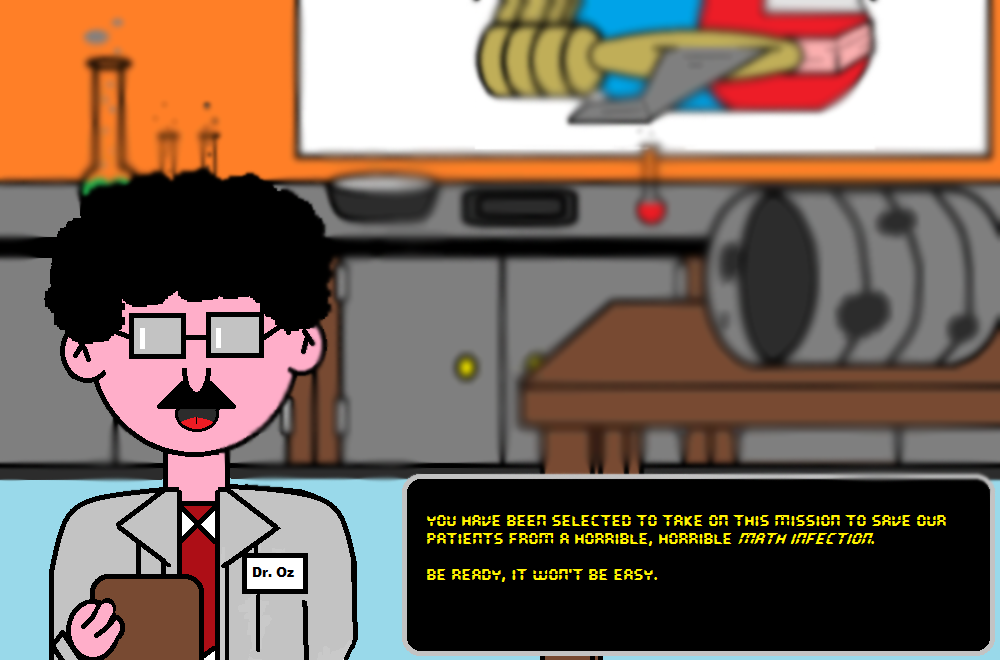 Dr. Oz
YOU HAVE BEEN SELECTED TO TAKE ON THIS MISSION TO SAVE OUR
PATIENTS FROM A HORRIBLE, HORRIBLE MATH INFECTION.
BE READY, IT WON'T BE EASY.